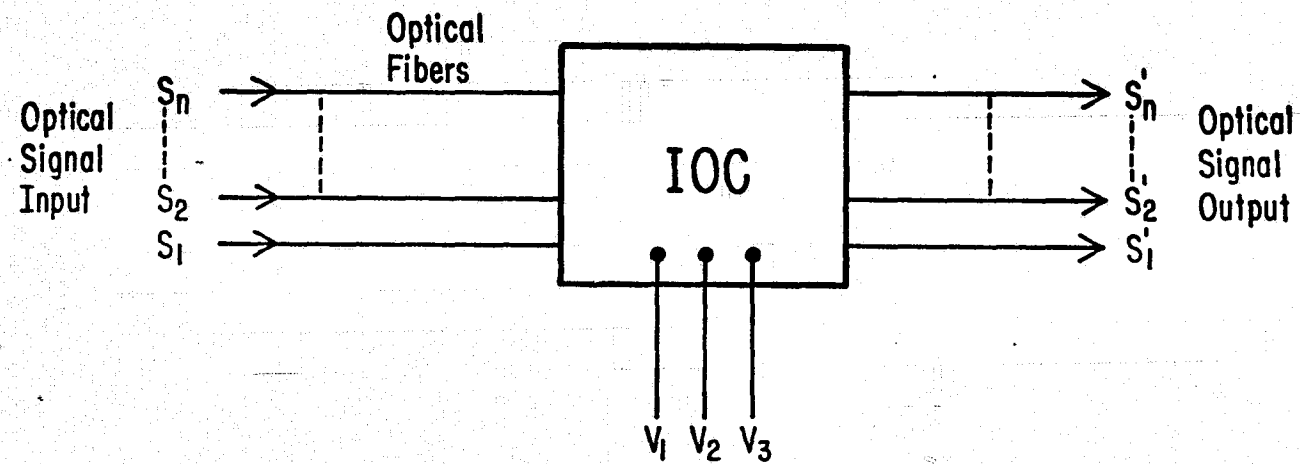 Optical
Fibers
Optical
Signal
Input
Sn
S2
S1
IOC
S'n
S'2
S'1
Optical
Signal
Output
V1 V2 V3